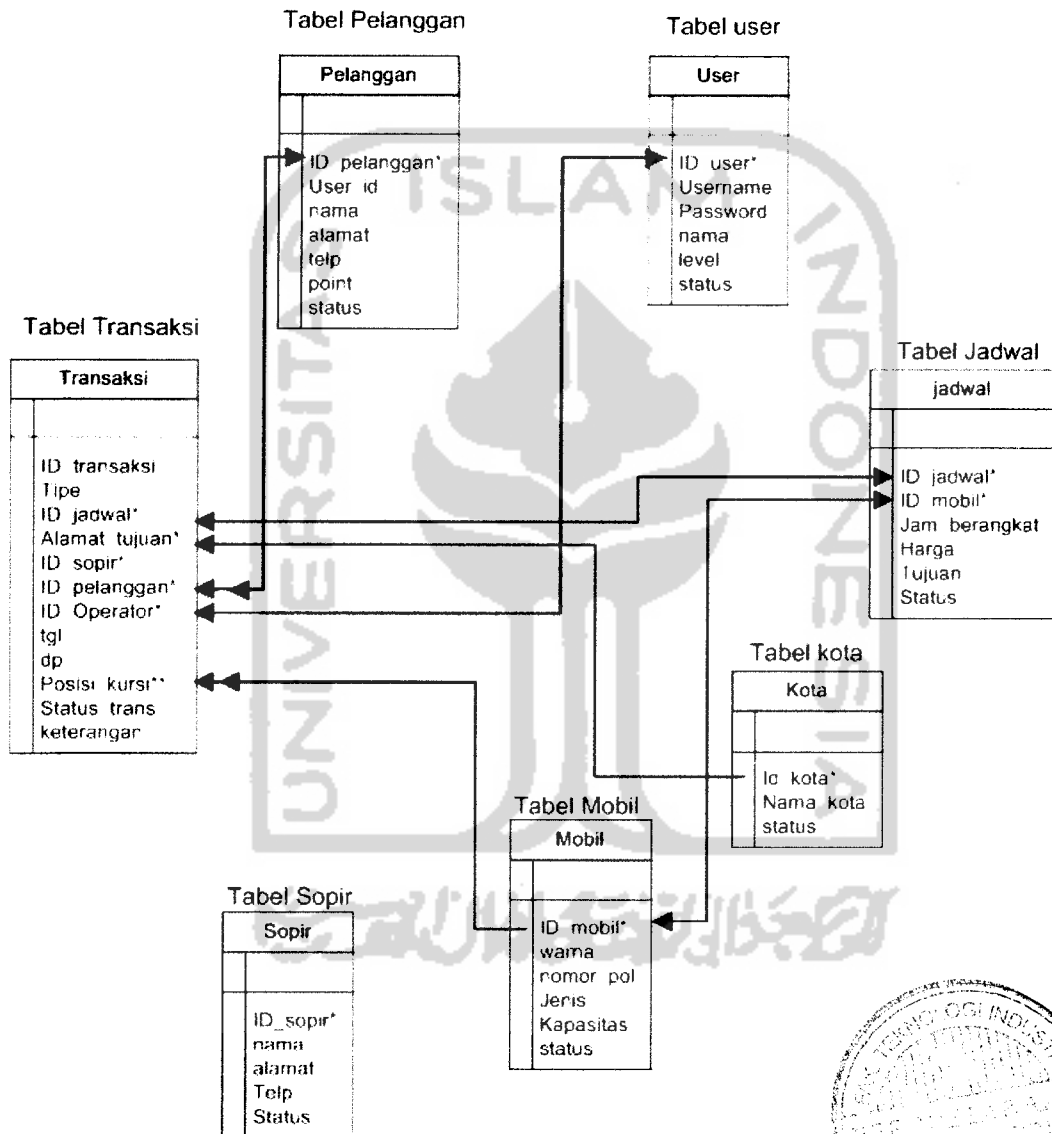 Tabel Pelanggan
Pelanggan
ID pelanggan*
User id
nama
alamat
telp
point
status
Tabel user
User
ID user*
Username
Password
nama
level
status
Tabel Transaksi
Transaksi
ID transaksi
Tipe
ID jadwal*
Alamat tujuan*
ID sopir*
ID pelanggan*
ID Operator*
tgl
dp
Posisi kursi**
Status trans
keterangan
Tabel Jadwal
jadwal
ID jadwal*
ID mobil*
Jam berangkat
Harga
Tujuan
Status
Tabel kota
Kota
Id kota*
Nama kota
status
Tabel Mobil
Mobil
ID mobil*
warna
nomor pol
Jenis
Kapasitas
status
Tabel Sopir
Sopir
ID_sopir*
nama
alamat
Telp
Status
UNIVERSITAS ISLAM INDONESIA
TEKNOLOGI